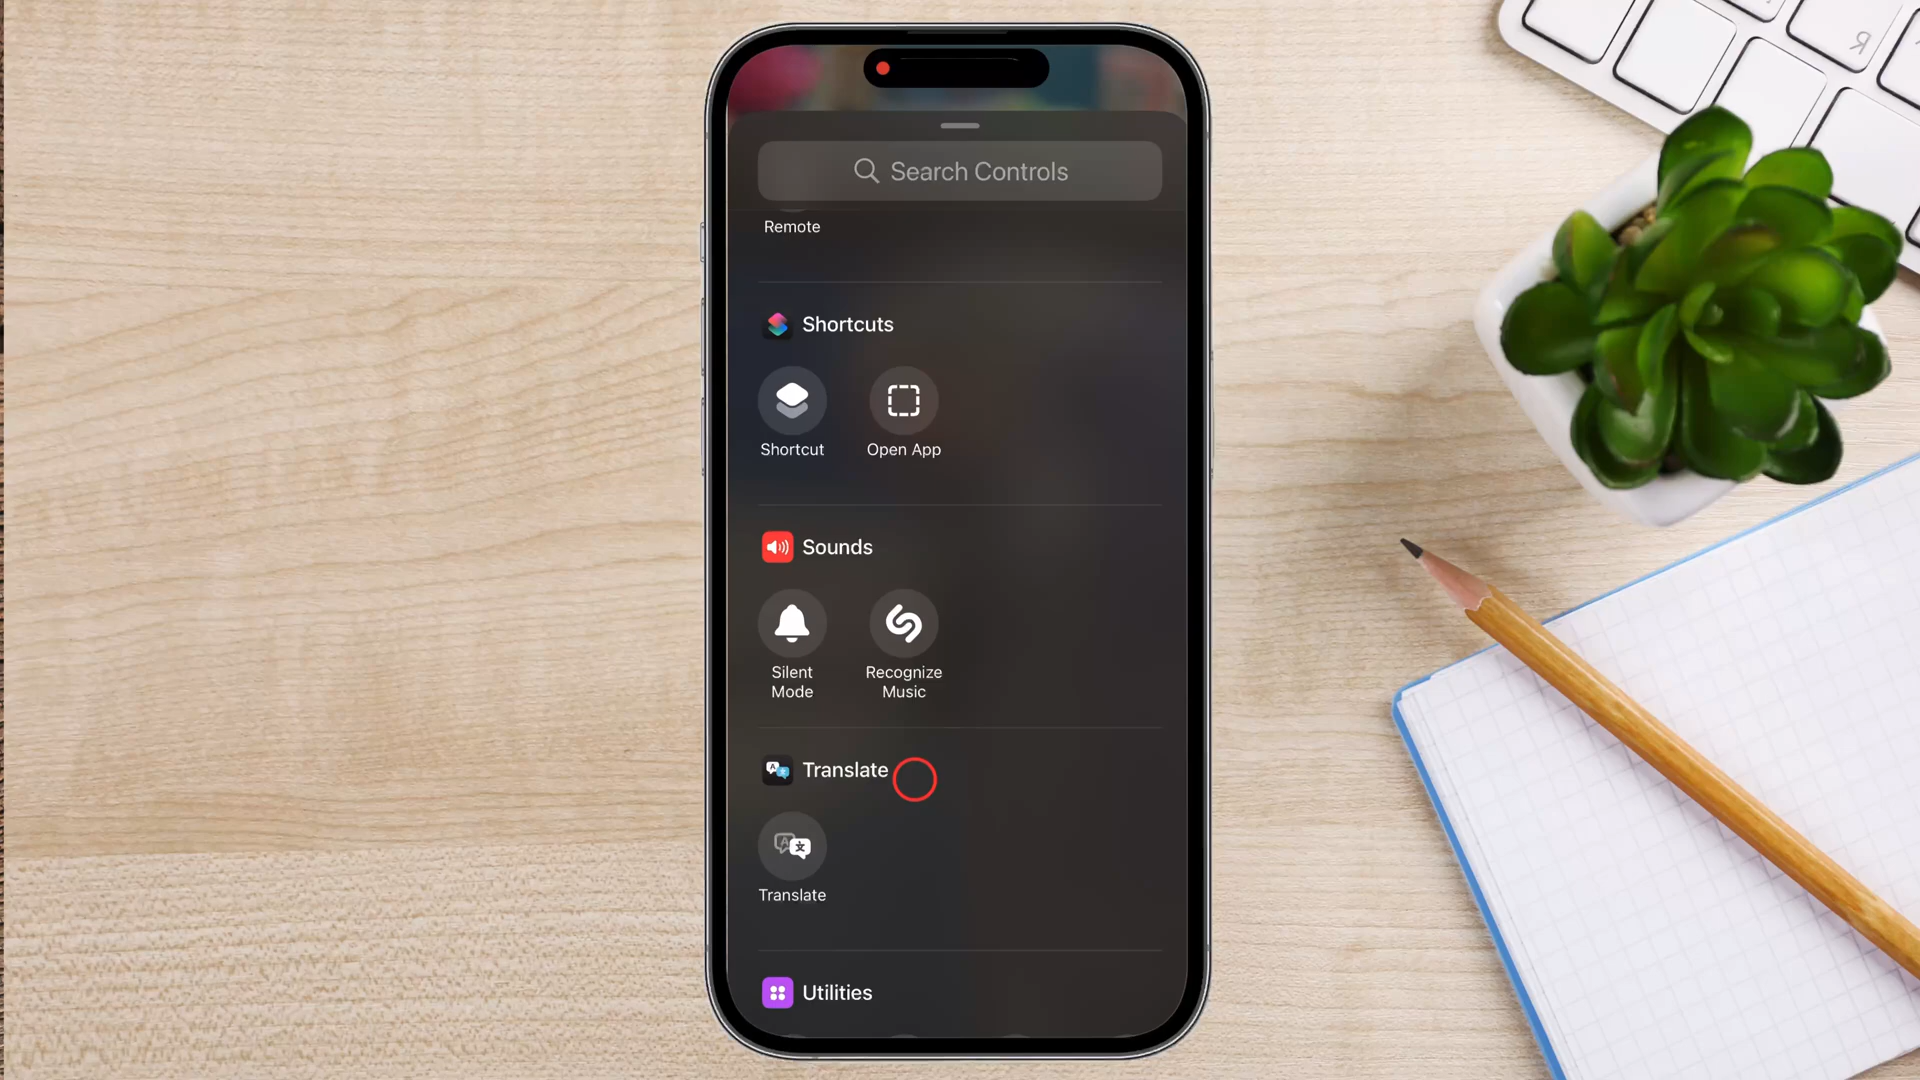 Search Controls
Remote
Shortcuts
Shortcut
Open App
Sounds
Silent
Mode
Recognize
Music
Translate
Translate
Utilities